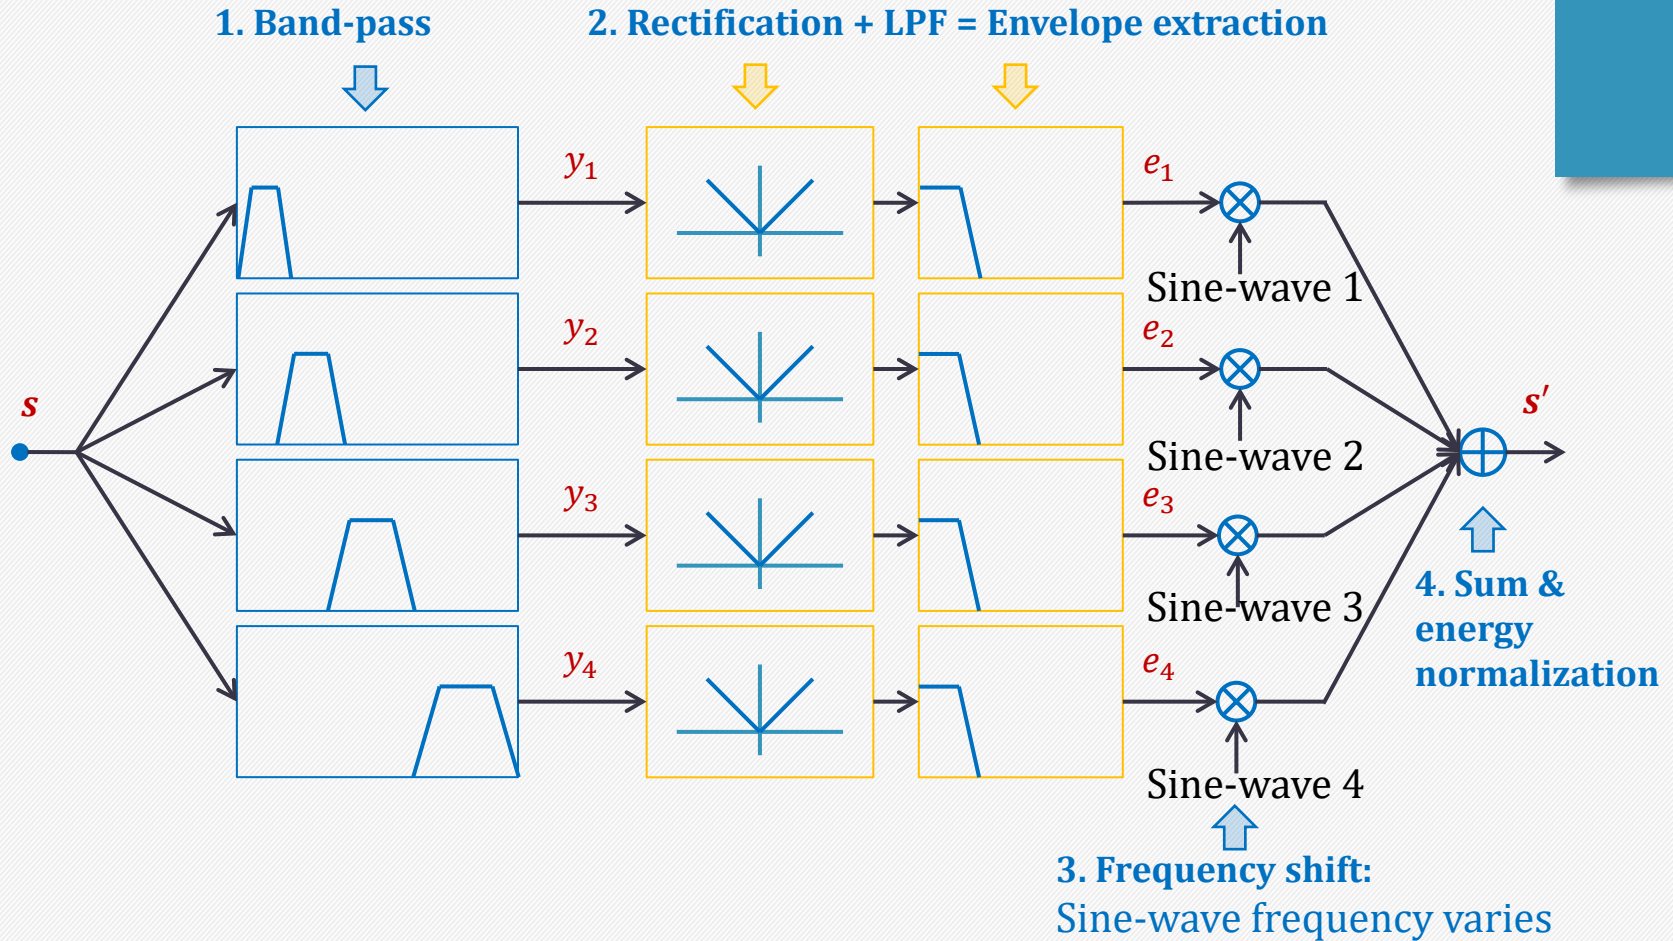 1. Band-pass
2. Rectification + LPF = Envelope extraction
s
y₁
e₁
Sine-wave 1
y₂
e₂
Sine-wave 2
y₃
e₃
Sine-wave 3
y₄
e₄
Sine-wave 4
s′
4. Sum &
energy
normalization
3. Frequency shift:
Sine-wave frequency varies